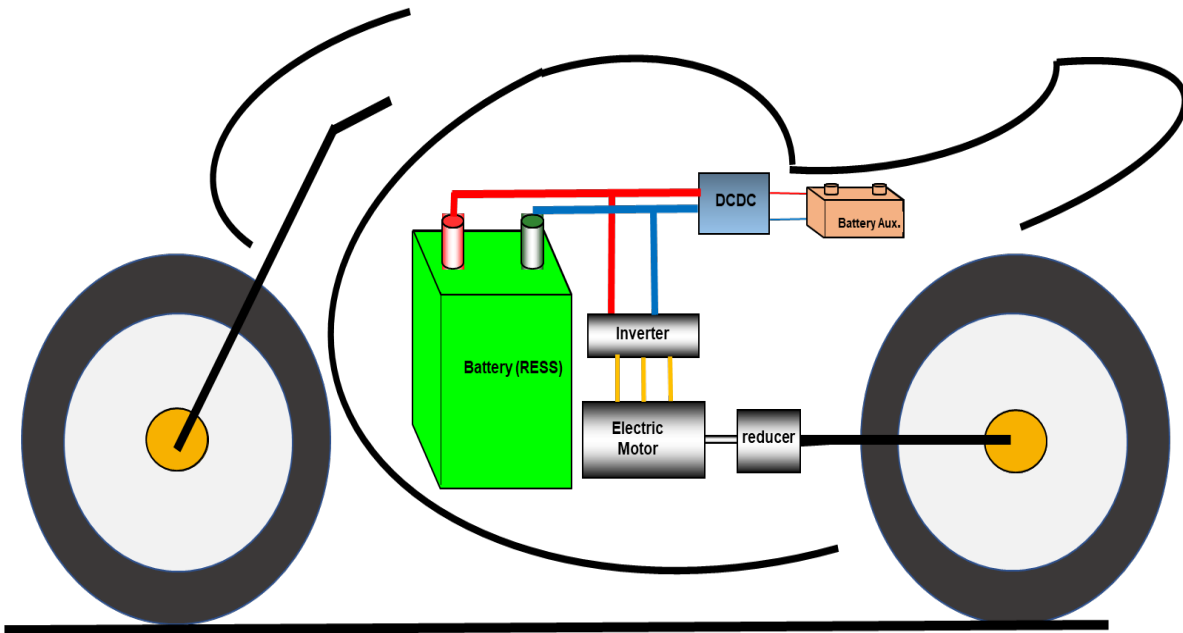 DCDC
Battery Aux.
Inverter
Battery (RESS)
Electric
Motor
reducer